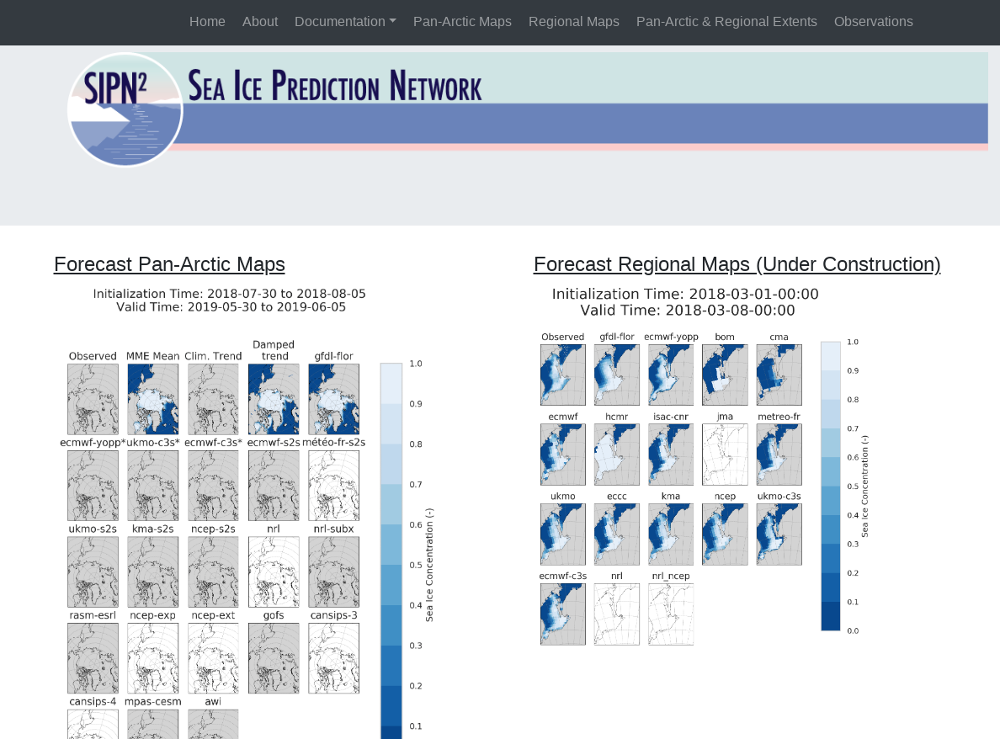 Home About Documentation Pan-Arctic Maps Regional Maps Pan-Arctic & Regional Extents Observations
SIPN2 SEA ICE PREDICTION NETWORK
Forecast Pan-Arctic Maps
Initialization Time: 2018-07-30 to 2018-08-05
Valid Time: 2019-05-30 to 2019-06-05
Observed MME Mean Clim. Trend Damped trend gfdl-flor
ecmwf-yopp* ukmo-c3s* ecmwf-c3s* ecmwf-s2s météo-fr-s2s
ukmo-s2s kma-s2s ncep-s2s nrl nrl-subx
rasm-esrl ncep-exp ncep-ext gofs cansips-3
cansips-4 mpas-cesm awi
1.0
0.9
0.8
0.7
0.6
0.5
0.4
0.3
0.2
0.1
Sea Ice Concentration (-)
Forecast Regional Maps (Under Construction)
Initialization Time: 2018-03-01-00:00
Valid Time: 2018-03-08-00:00
Observed gfdl-flor ecmwf-yopp bom cma
ecmwf hcmr isac-cnr jma metreo-fr
ukmo eccc kma ncep ukmo-c3s
ecmwf-c3s nrl nrl_ncep
1.0
0.9
0.8
0.7
0.6
0.5
0.4
0.3
0.2
0.1
0.0
Sea Ice Concentration (-)